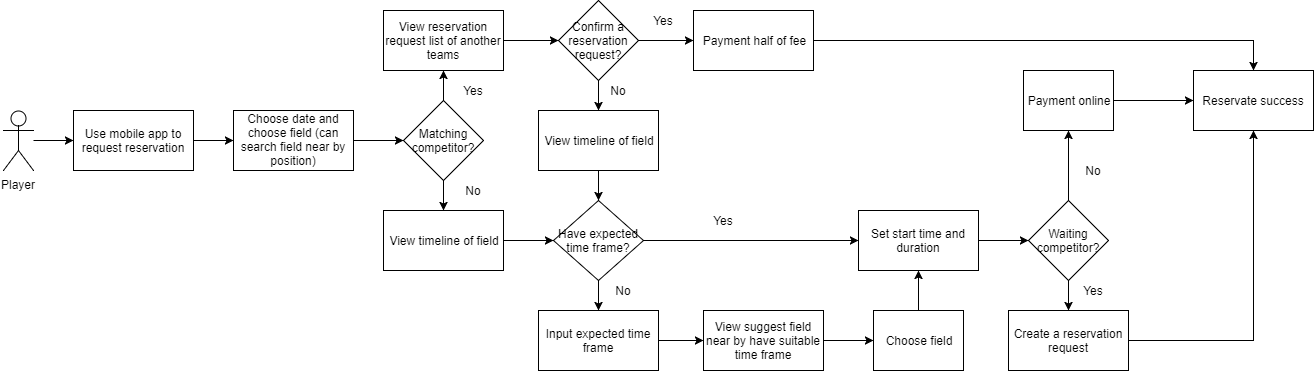 Player
Use mobile app to
request reservation
Choose date and
choose field (can
search field near by
position)
Matching
competitor?
Yes
View reservation
request list of another
teams
Confirm a
reservation
request?
Yes
Payment half of fee
No
View timeline of field
No
View timeline of field
Have expected
time frame?
Yes
No
Input expected time
frame
View suggest field
near by have suitable
time frame
Choose field
Set start time and
duration
Waiting
competitor?
No
Payment online
Reservate success
Yes
Create a reservation
request